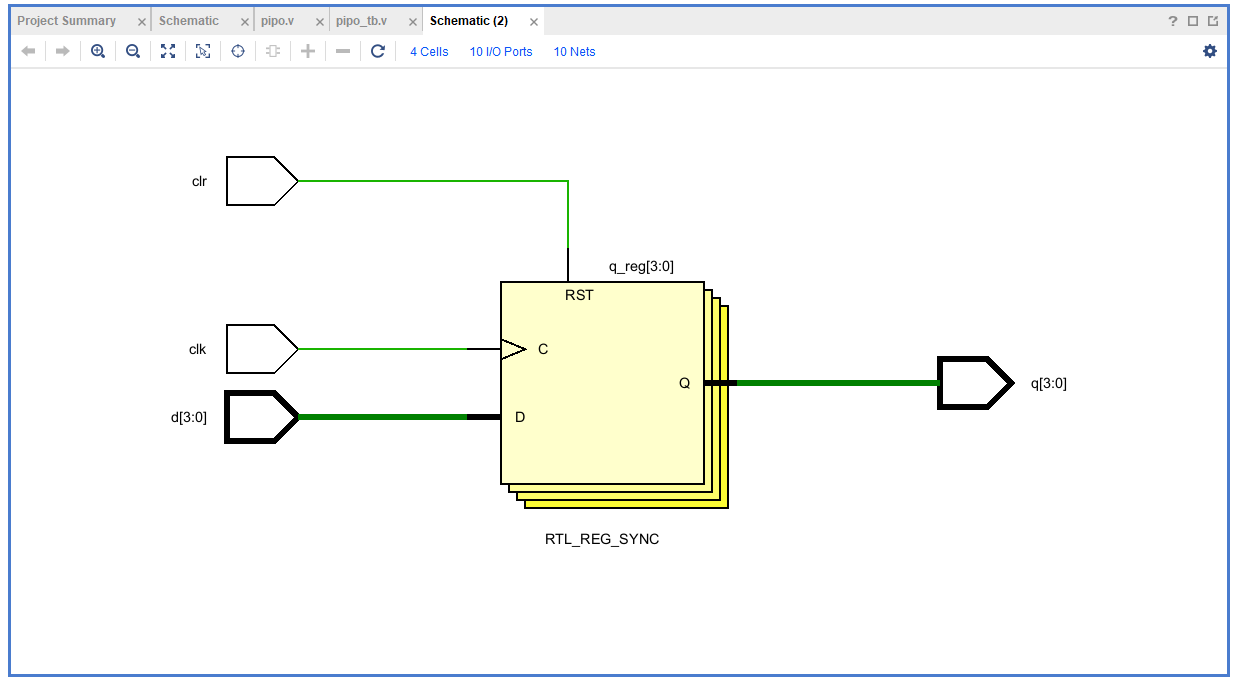 Project Summary × Schematic × pipo.v × pipo_tb.v × Schematic (2) × ?
4 Cells 10 I/O Ports 10 Nets
clr
q_reg[3:0]
RST
clk
C
Q
q[3:0]
d[3:0]
D
RTL_REG_SYNC